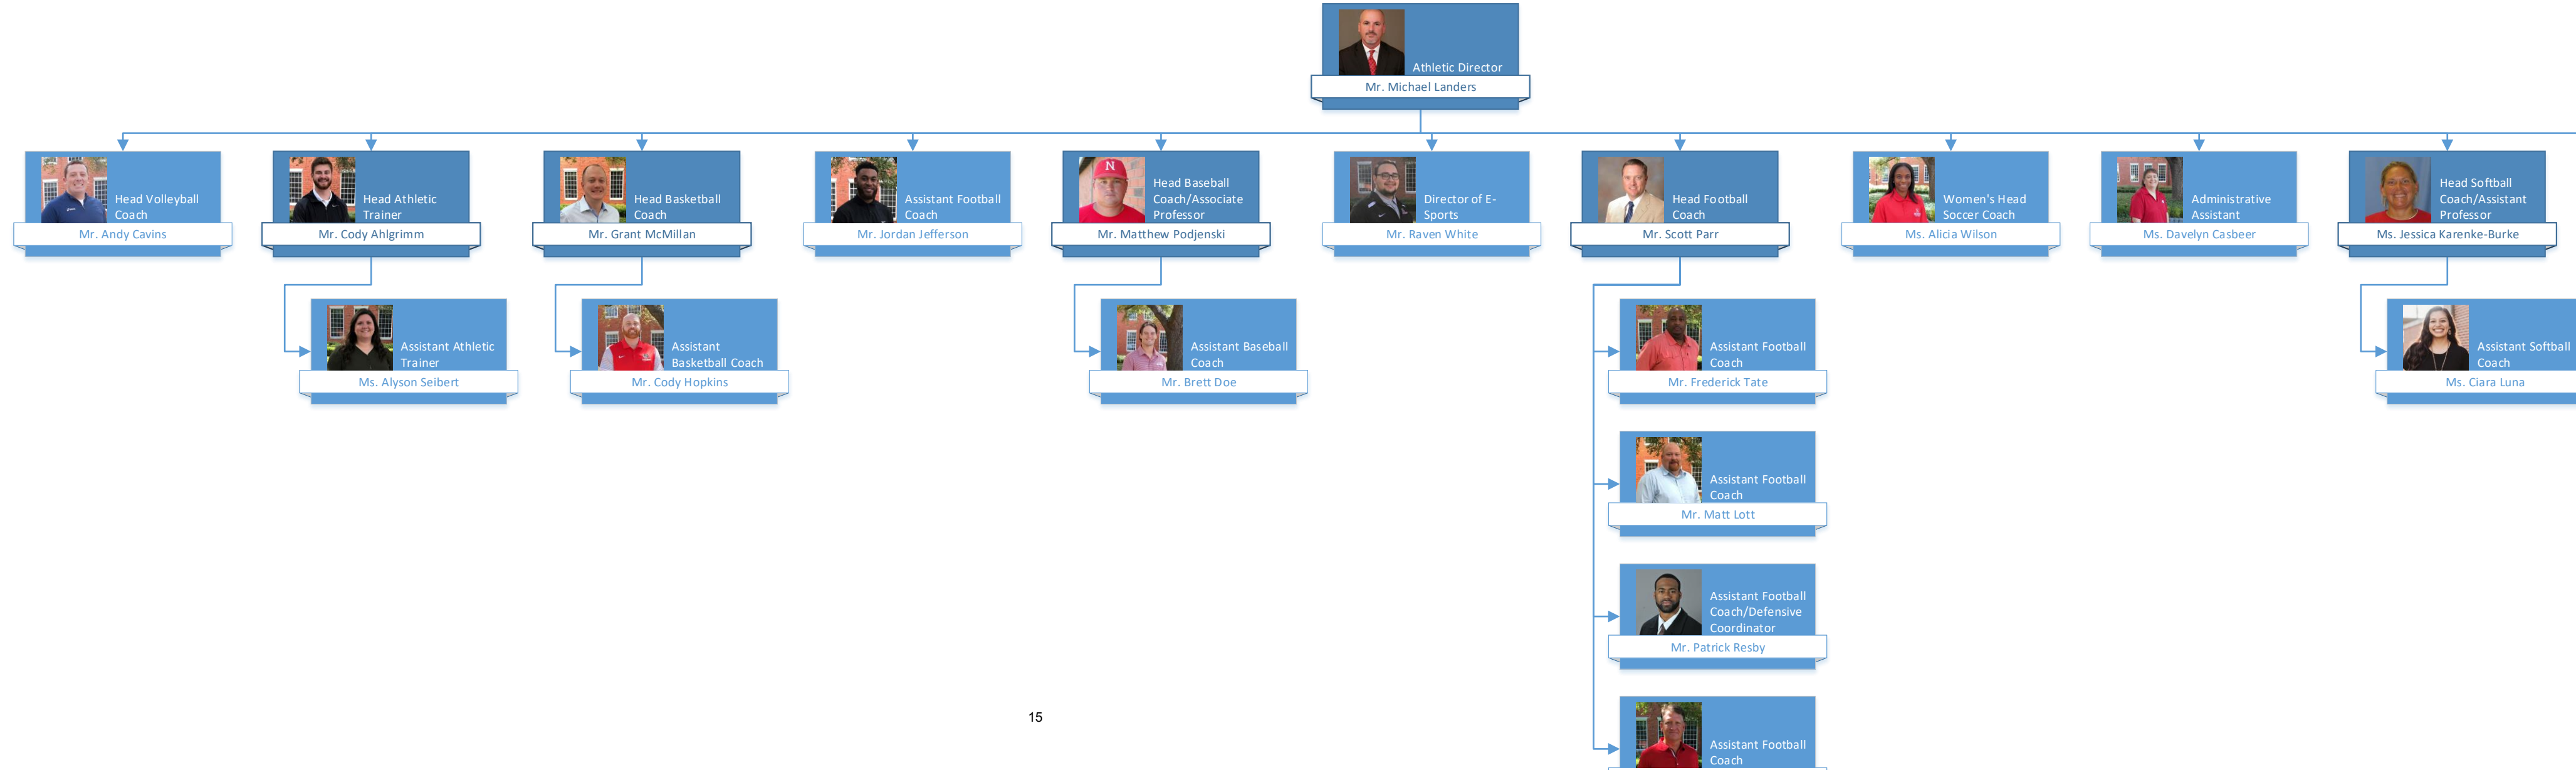 Athletic Director
Mr. Michael Landers
Head Volleyball
Coach
Mr. Andy Cavins
Head Athletic
Trainer
Mr. Cody Ahlgrimm
Head Basketball
Coach
Mr. Grant McMillan
Assistant Football
Coach
Mr. Jordan Jefferson
N
Head Baseball
Coach/Associate
Professor
Mr. Matthew Podjenski
Director of E-
Sports
Mr. Raven White
Head Football
Coach
Mr. Scott Parr
Women's Head
Soccer Coach
Ms. Alicia Wilson
Administrative
Assistant
Ms. Davelyn Casbeer
Head Softball
Coach/Assistant
Professor
Ms. Jessica Karenke-Burke
Assistant Athletic
Trainer
Ms. Alyson Seibert
Assistant
Basketball Coach
Mr. Cody Hopkins
Assistant Baseball
Coach
Mr. Brett Doe
Assistant Football
Coach
Mr. Frederick Tate
Assistant Softball
Coach
Ms. Ciara Luna
Assistant Football
Coach
Mr. Matt Lott
Assistant Football
Coach/Defensive
Coordinator
Mr. Patrick Resby
Assistant Football
Coach
15